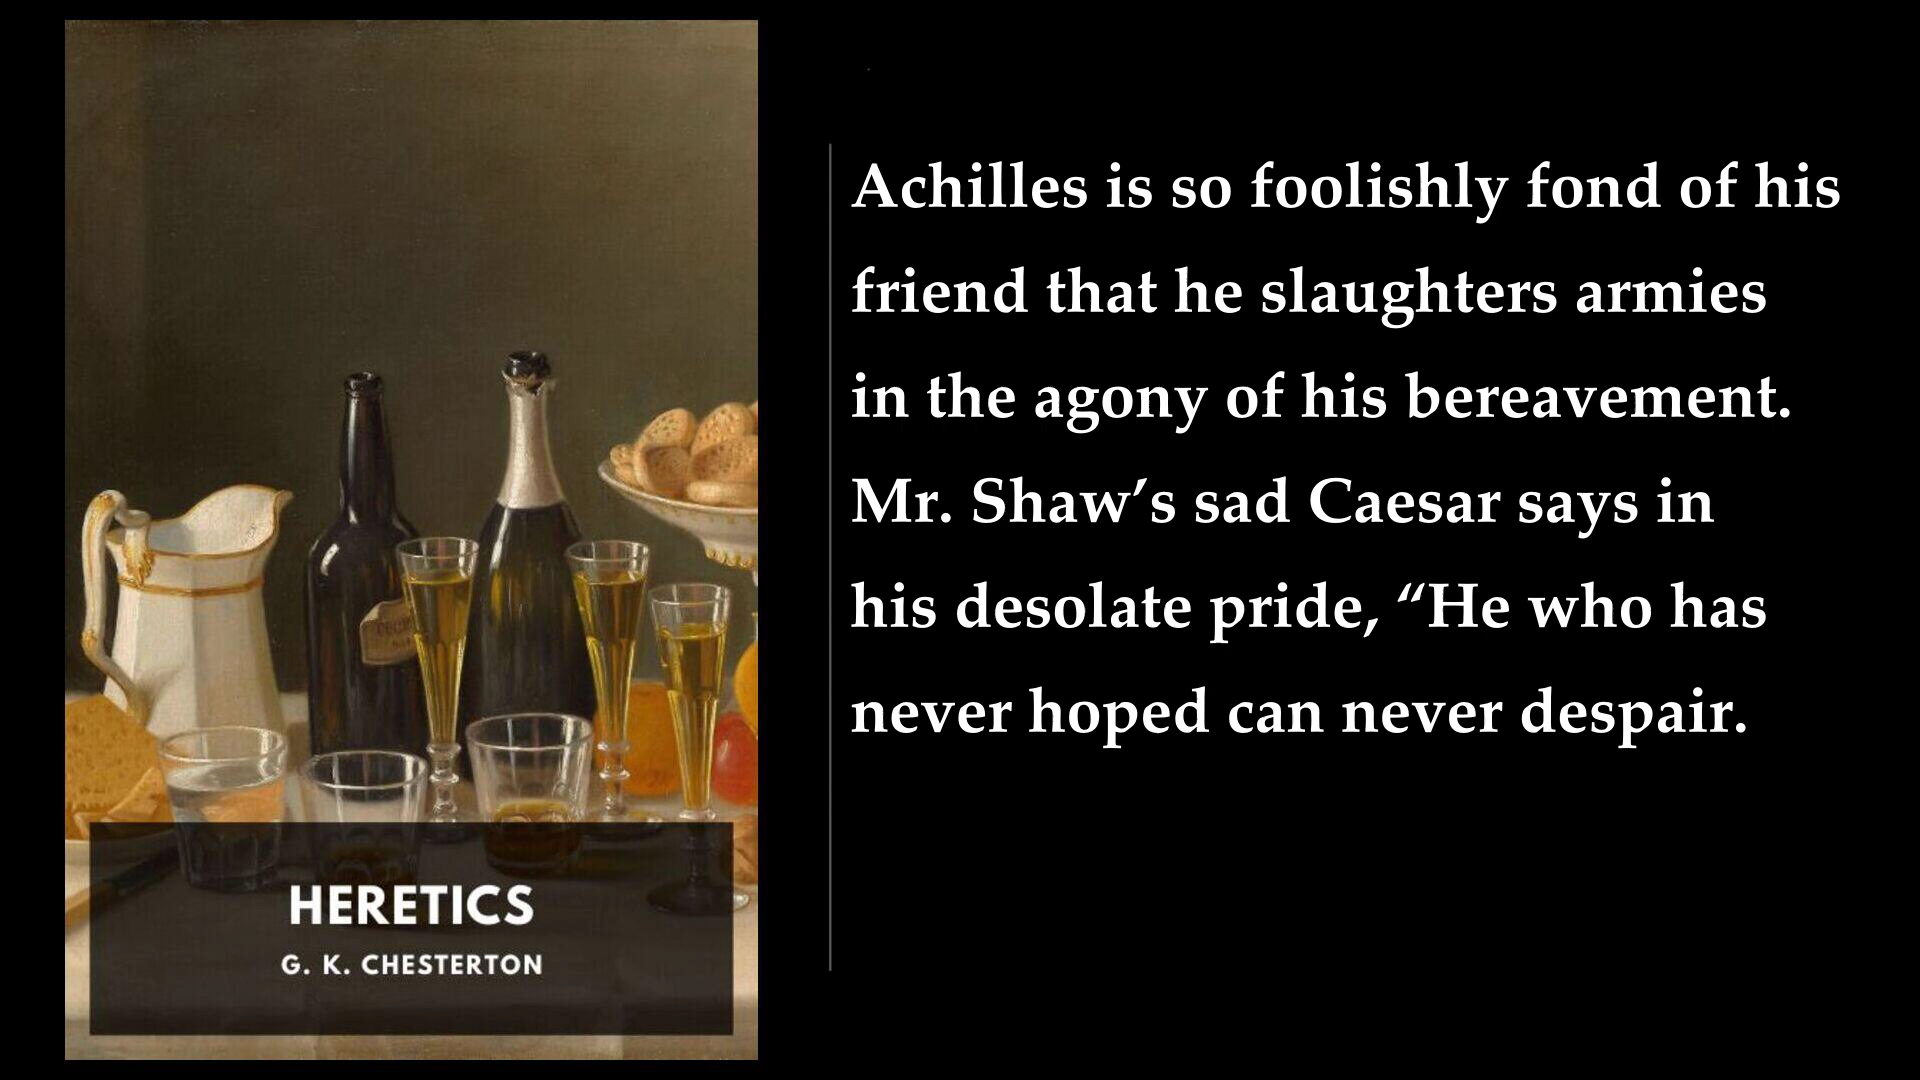 Achilles is so foolishly fond of his
friend that he slaughters armies
in the agony of his bereavement.
Mr. Shaw’s sad Caesar says in
his desolate pride, “He who has
never hoped can never despair.
HERETICS
G. K. CHESTERTON